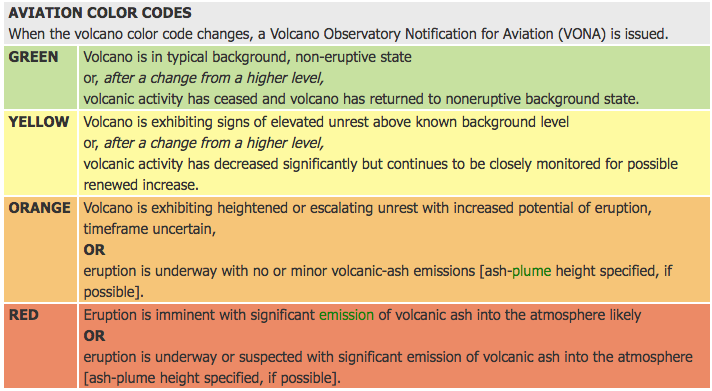 AVIATION COLOR CODES
When the volcano color code changes, a Volcano Observatory Notification for Aviation (VONA) is issued.
GREEN Volcano is in typical background, non-eruptive state
or, after a change from a higher level,
volcanic activity has ceased and volcano has returned to noneruptive background state.
YELLOW Volcano is exhibiting signs of elevated unrest above known background level
or, after a change from a higher level,
volcanic activity has decreased significantly but continues to be closely monitored for possible
renewed increase.
ORANGE Volcano is exhibiting heightened or escalating unrest with increased potential of eruption,
timeframe uncertain,
OR
eruption is underway with no or minor volcanic-ash emissions [ash-plume height specified, if
possible].
RED Eruption is imminent with significant emission of volcanic ash into the atmosphere likely
OR
eruption is underway or suspected with significant emission of volcanic ash into the atmosphere
[ash-plume height specified, if possible].